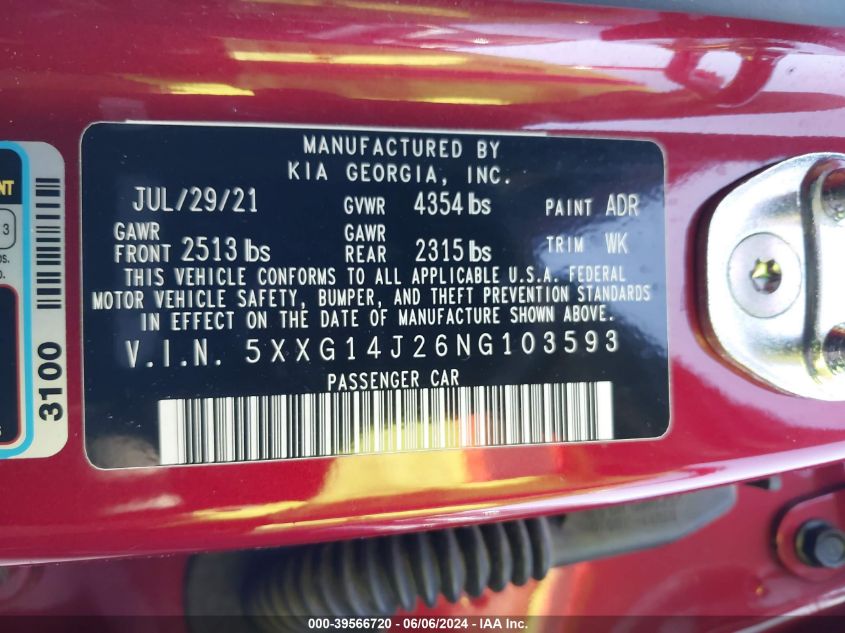 MANUFACTURED BY
KIA GEORGIA, INC.
JUL/29/21 GVWR 4354 lbs PAINT ADR
GAWR FRONT 2513 lbs GAWR REAR 2315 lbs TRIM WK
THIS VEHICLE CONFORMS TO ALL APPLICABLE U.S.A. FEDERAL
MOTOR VEHICLE SAFETY, BUMPER, AND THEFT PREVENTION STANDARDS
IN EFFECT ON THE DATE OF MANUFACTURE SHOWN ABOVE.
V.I.N. 5XXG14J26NG103593
PASSENGER CAR
3100
3
000-39566720 - 06/06/2024 - IAA Inc.